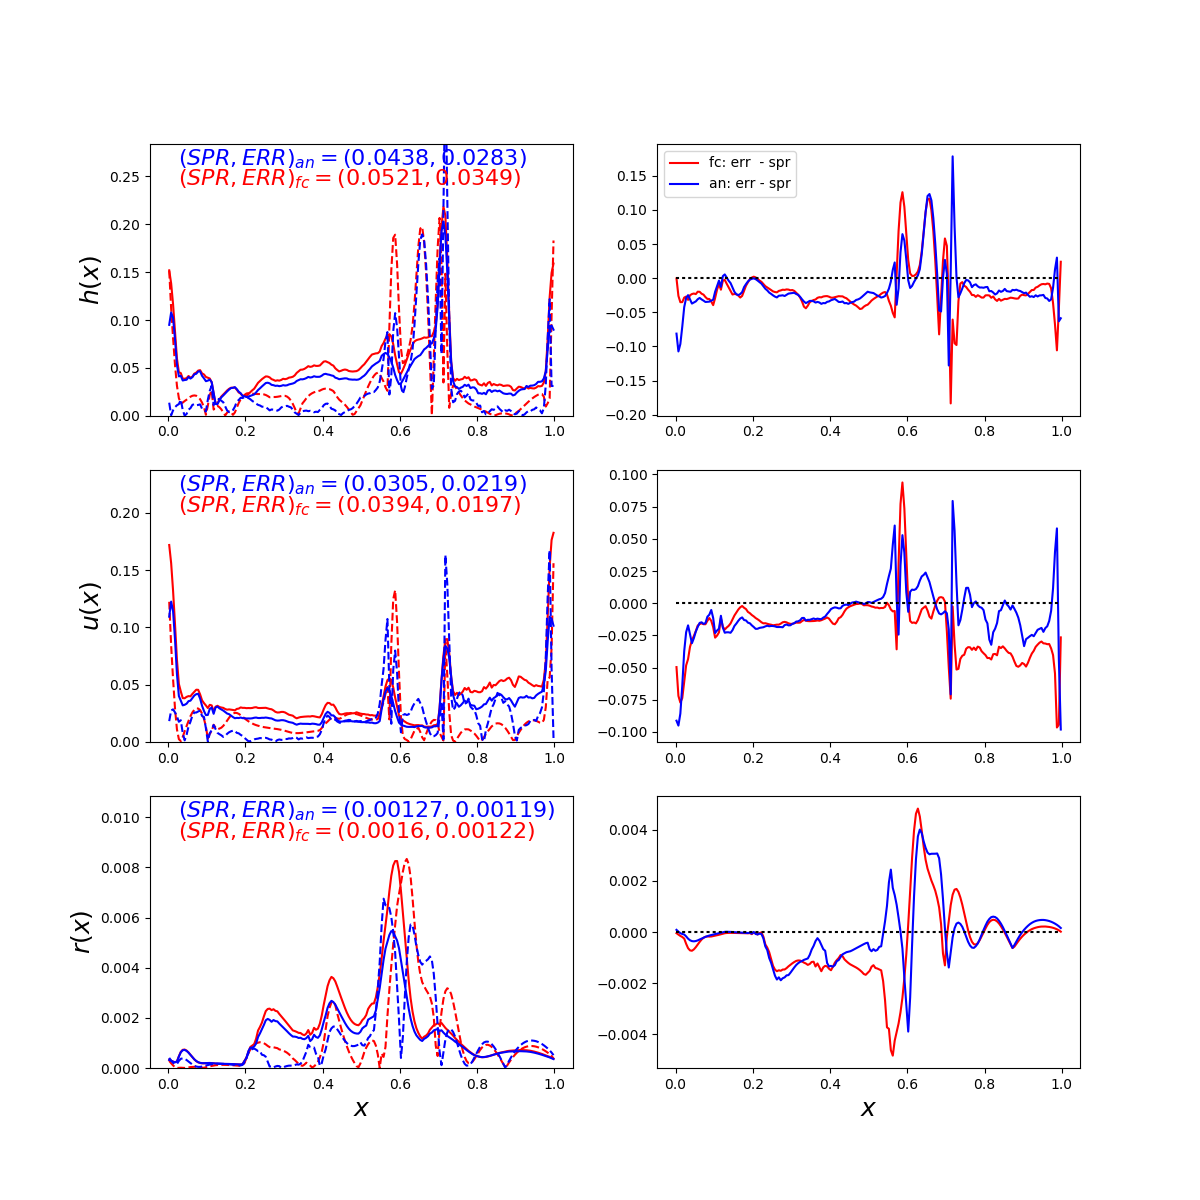 (SPR, ERR)an = (0.0438, 0.0283)
(SPR, ERR)fc = (0.0521, 0.0349)
h(x)
0.25
0.20
0.15
0.10
0.05
0.00
0.0 0.2 0.4 0.6 0.8 1.0
fc: err - spr
an: err - spr
0.15
0.10
0.05
0.00
−0.05
−0.10
−0.15
−0.20
0.0 0.2 0.4 0.6 0.8 1.0
(SPR, ERR)an = (0.0305, 0.0219)
(SPR, ERR)fc = (0.0394, 0.0197)
u(x)
0.20
0.15
0.10
0.05
0.00
0.0 0.2 0.4 0.6 0.8 1.0
0.100
0.075
0.050
0.025
0.000
−0.025
−0.050
−0.075
−0.100
0.0 0.2 0.4 0.6 0.8 1.0
(SPR, ERR)an = (0.00127, 0.00119)
(SPR, ERR)fc = (0.0016, 0.00122)
r(x)
0.010
0.008
0.006
0.004
0.002
0.000
0.0 0.2 0.4 0.6 0.8 1.0
x
0.004
0.002
0.000
−0.002
−0.004
0.0 0.2 0.4 0.6 0.8 1.0
x